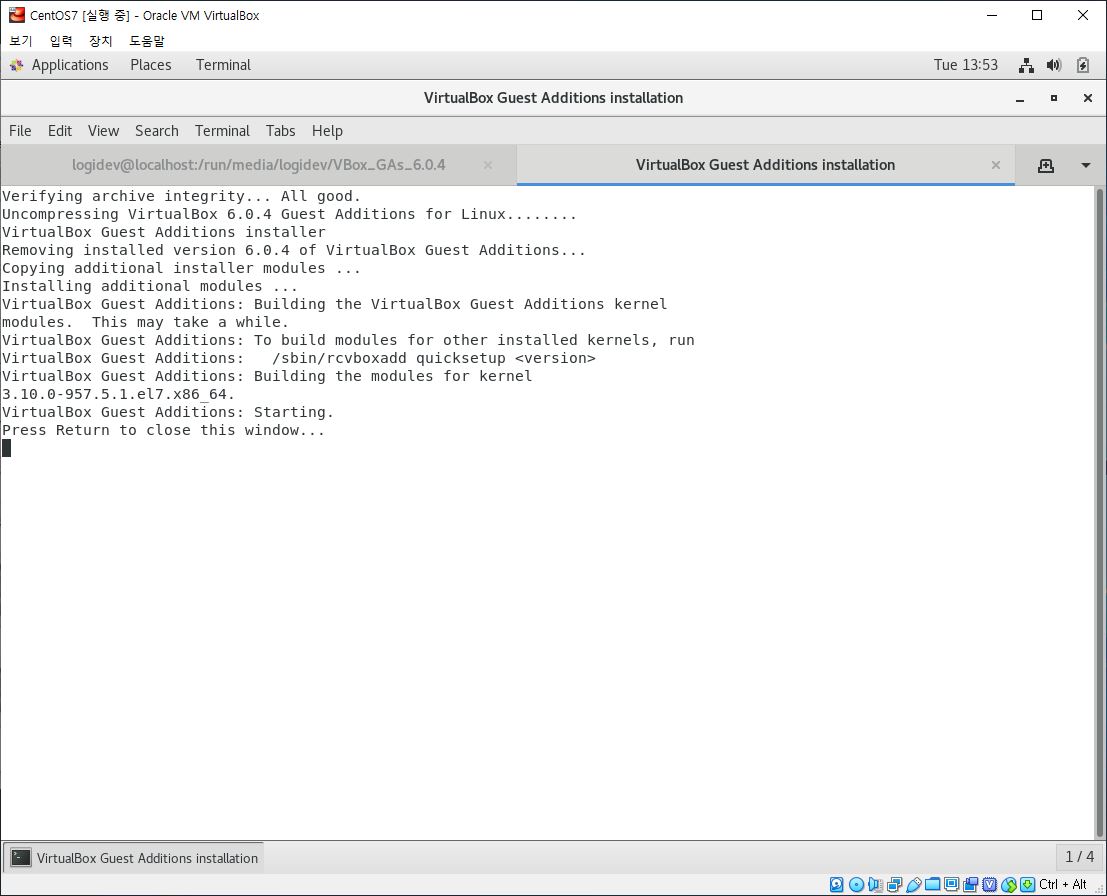 CentOS7 [실행 중] - Oracle VM VirtualBox
보기 입력 장치 도움말
Applications Places Terminal Tue 13:53
VirtualBox Guest Additions installation
File Edit View Search Terminal Tabs Help
logidev@localhost:/run/media/logidev/VBox_GAs_6.0.4 VirtualBox Guest Additions installation
Verifying archive integrity... All good.
Uncompressing VirtualBox 6.0.4 Guest Additions for Linux........
VirtualBox Guest Additions installer
Removing installed version 6.0.4 of VirtualBox Guest Additions...
Copying additional installer modules ...
Installing additional modules ...
VirtualBox Guest Additions: Building the VirtualBox Guest Additions kernel
modules.  This may take a while.
VirtualBox Guest Additions: To build modules for other installed kernels, run
VirtualBox Guest Additions:   /sbin/rcvboxadd quicksetup <version>
VirtualBox Guest Additions: Building the modules for kernel
3.10.0-957.5.1.el7.x86_64.
VirtualBox Guest Additions: Starting.
Press Return to close this window...
VirtualBox Guest Additions installation 1 / 4
Ctrl + Alt